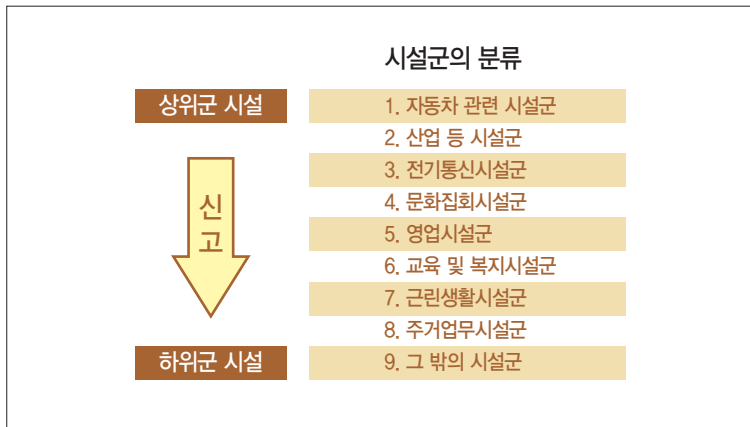 시설군의 분류
상위군 시설
1. 자동차 관련 시설군
2. 산업 등 시설군
3. 전기통신시설군
4. 문화집회시설군
신
고
5. 영업시설군
6. 교육 및 복지시설군
7. 근린생활시설군
8. 주거업무시설군
하위군 시설
9. 그 밖의 시설군